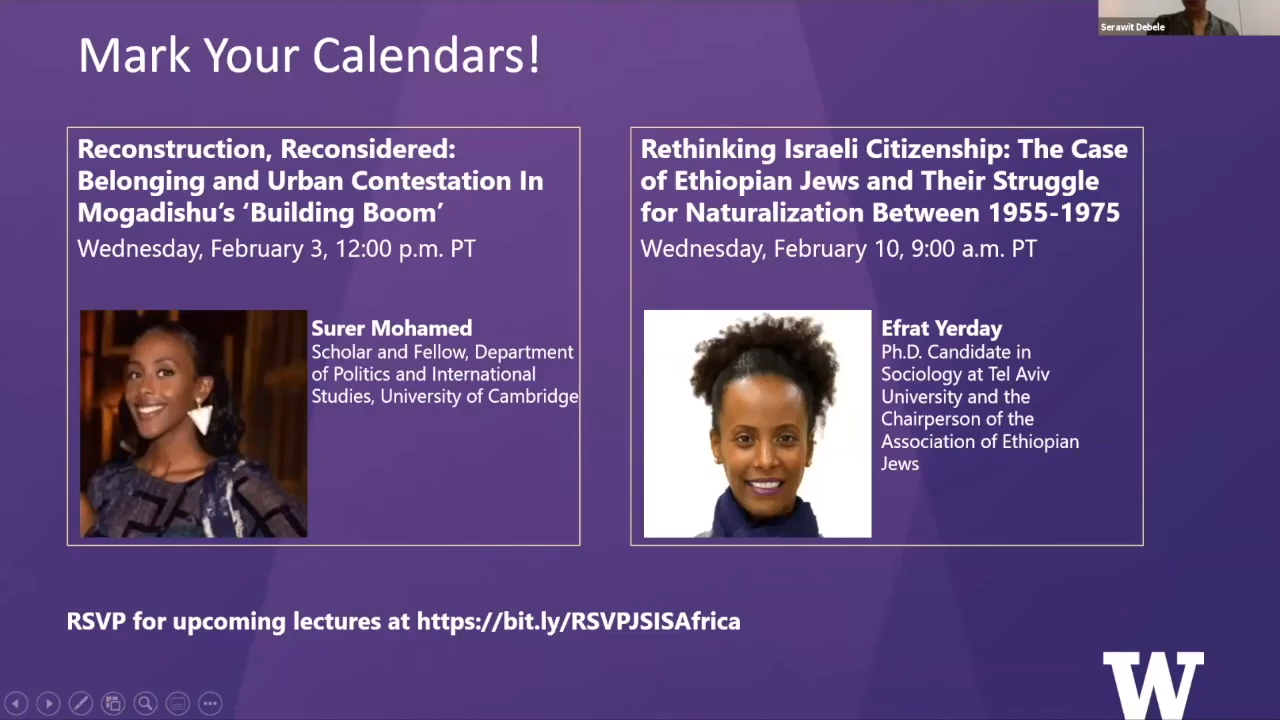 Serawit Debele
Mark Your Calendars!
Reconstruction, Reconsidered:
Belonging and Urban Contestation In
Mogadishu’s ‘Building Boom’
Wednesday, February 3, 12:00 p.m. PT
Surer Mohamed
Scholar and Fellow, Department
of Politics and International
Studies, University of Cambridge
Rethinking Israeli Citizenship: The Case
of Ethiopian Jews and Their Struggle
for Naturalization Between 1955-1975
Wednesday, February 10, 9:00 a.m. PT
Efrat Yerday
Ph.D. Candidate in
Sociology at Tel Aviv
University and the
Chairperson of the
Association of Ethiopian
Jews
RSVP for upcoming lectures at https://bit.ly/RSVPJSISAfrica
W